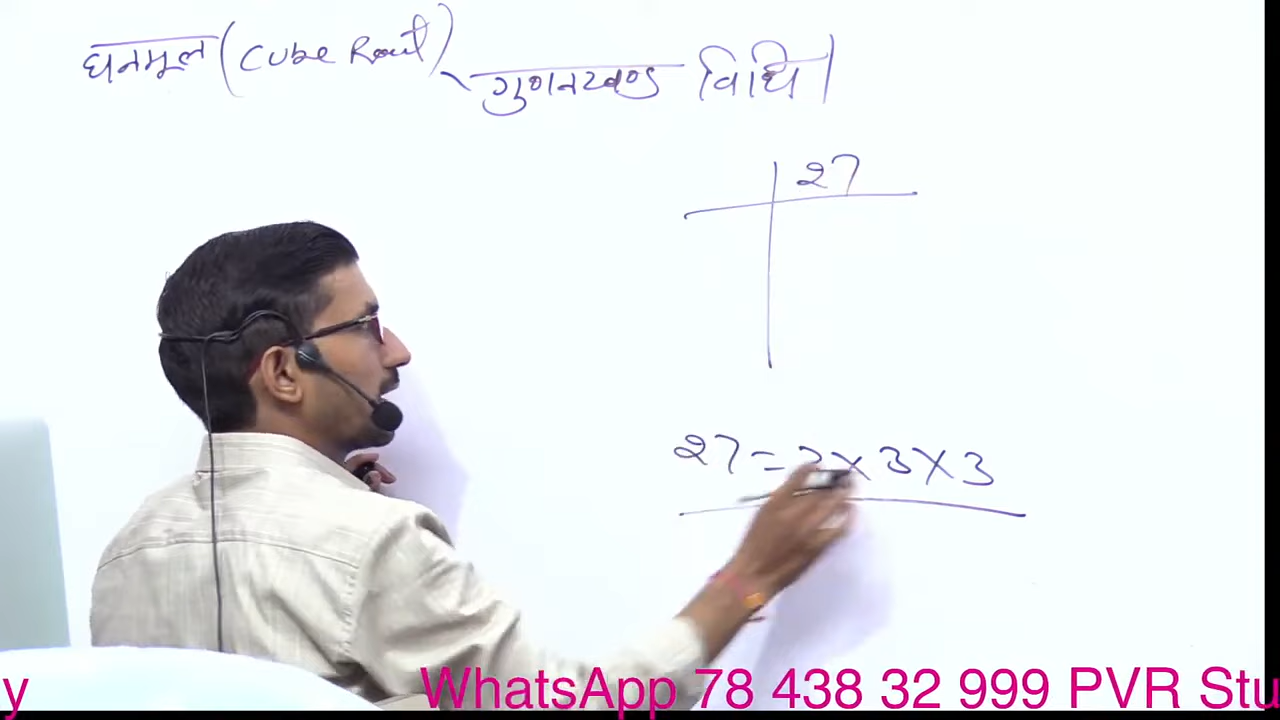 घनमूल (Cube Root) गुणनखण्ड विधि
27
27 = 3 × 3 × 3
y WhatsApp 78 438 32 999 PVR Stu